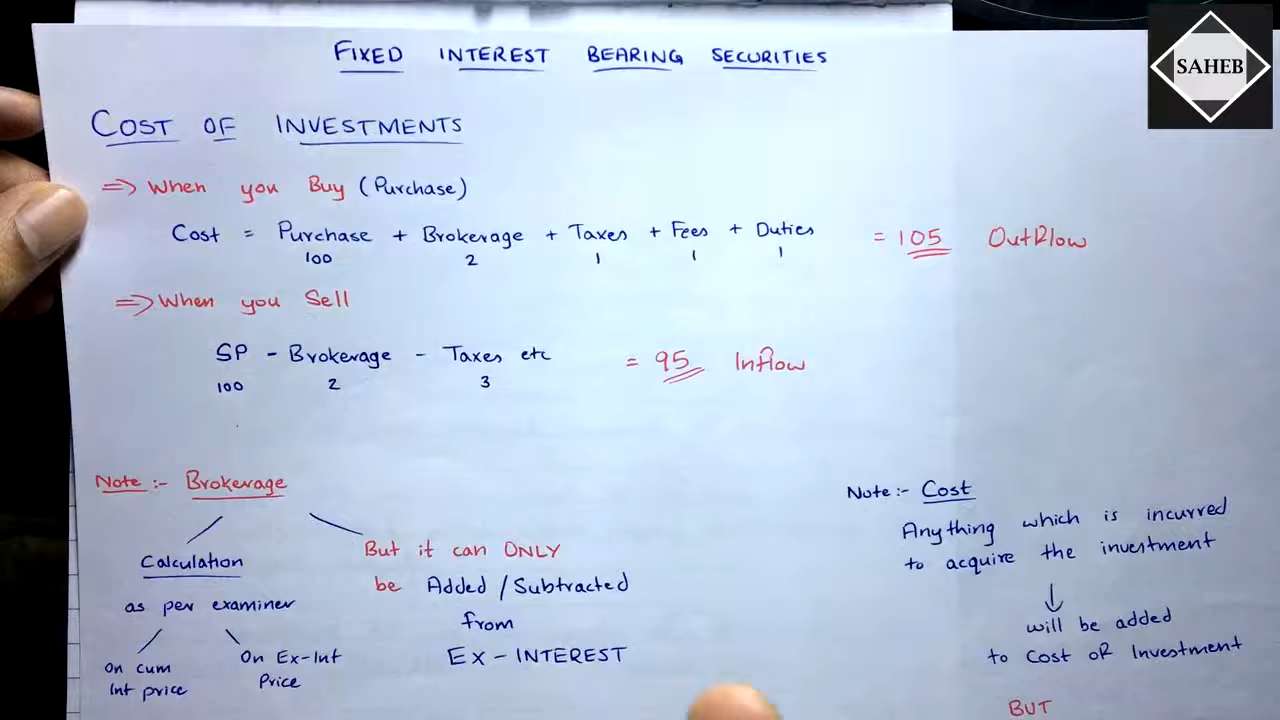 SAHEB
FIXED INTEREST BEARING SECURITIES
COST OF INVESTMENTS
⇒ When you Buy (Purchase)
Cost = Purchase + Brokerage + Taxes + Fees + Duties = 105 Outflow
100 2 1 1 1
⇒ When you Sell
SP - Brokerage - Taxes etc = 95 Inflow
100 2 3
Note :- Brokerage
Calculation
as per examiner
On cum
Int price
On Ex-Int
Price
But it can ONLY
be Added / Subtracted
from
EX - INTEREST
Note :- Cost
Anything which is incurred
to acquire the investment
↓
will be added
to Cost of Investment
BUT